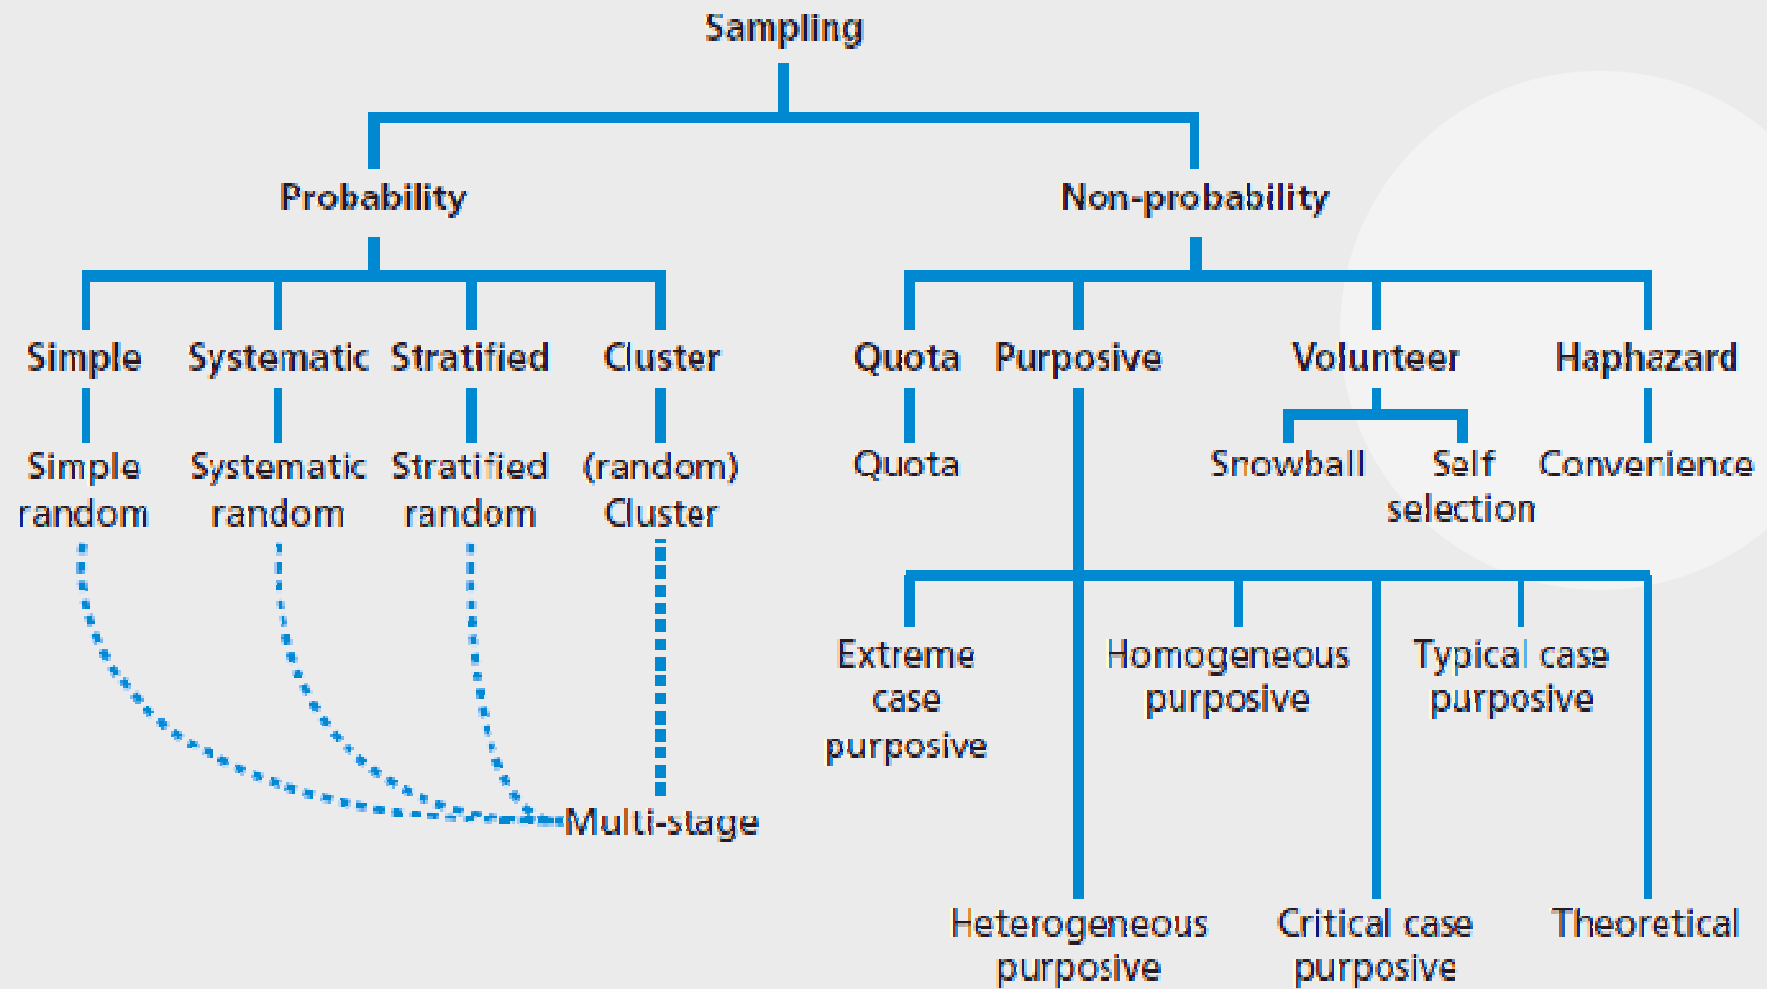 Sampling
Probability
Non-probability
Simple
Systematic
Stratified
Cluster
Quota
Purposive
Volunteer
Haphazard
Simple
random
Systematic
random
Stratified
random
(random)
Cluster
Quota
Snowball
Self
selection
Convenience
Extreme
case
purposive
Homogeneous
purposive
Typical case
purposive
Multi-stage
Heterogeneous
purposive
Critical case
purposive
Theoretical